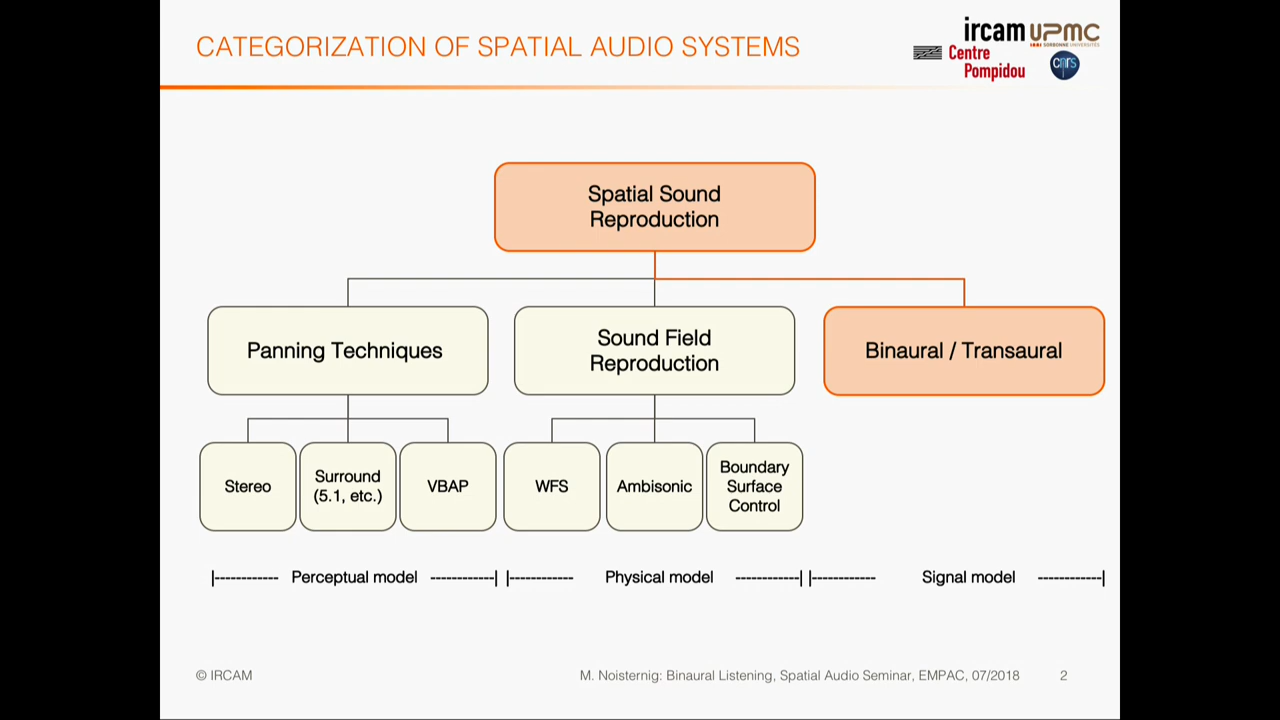 CATEGORIZATION OF SPATIAL AUDIO SYSTEMS
ircam
UPMC
SORBONNE UNIVERSITÉS
Centre
Pompidou
cnrs
Spatial Sound
Reproduction
Panning Techniques
Sound Field
Reproduction
Binaural / Transaural
Stereo
Surround
(5.1, etc.)
VBAP
WFS
Ambisonic
Boundary
Surface
Control
|------------ Perceptual model ------------|
|------------ Physical model ------------|
|------------ Signal model ------------|
© IRCAM
M. Noisternig: Binaural Listening, Spatial Audio Seminar, EMPAC, 07/2018
2